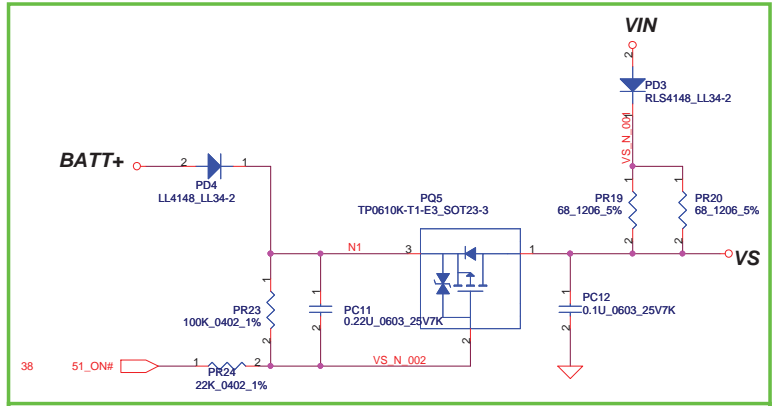 VIN
2
PD3
RLS4148_LL34-2
1
VS_N_001
BATT+
2
1
PD4
LL4148_LL34-2
PQ5
TP0610K-T1-E3_SOT23-3
1
PR19
68_1206_5%
2
1
PR20
68_1206_5%
2
N1
3
1
VS
1
PR23
100K_0402_1%
2
1
PC11
0.22U_0603_25V7K
2
2
1
PC12
0.1U_0603_25V7K
2
38
51_ON#
1
2
PR24
22K_0402_1%
VS_N_002